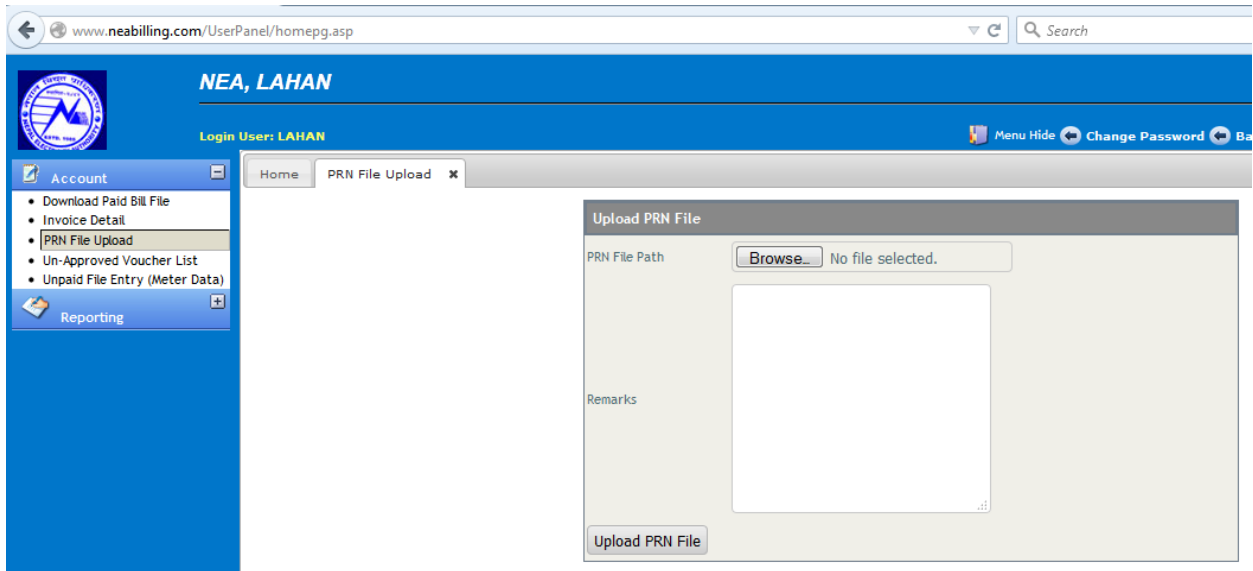 www.neabilling.com/UserPanel/homepg.asp
Search
NEA, LAHAN
Login User: LAHAN
Menu Hide Change Password Ba
Account
Download Paid Bill File
Invoice Detail
PRN File Upload
Un-Approved Voucher List
Unpaid File Entry (Meter Data)
Reporting
Home PRN File Upload
Upload PRN File
PRN File Path Browse_ No file selected.
Remarks
Upload PRN File